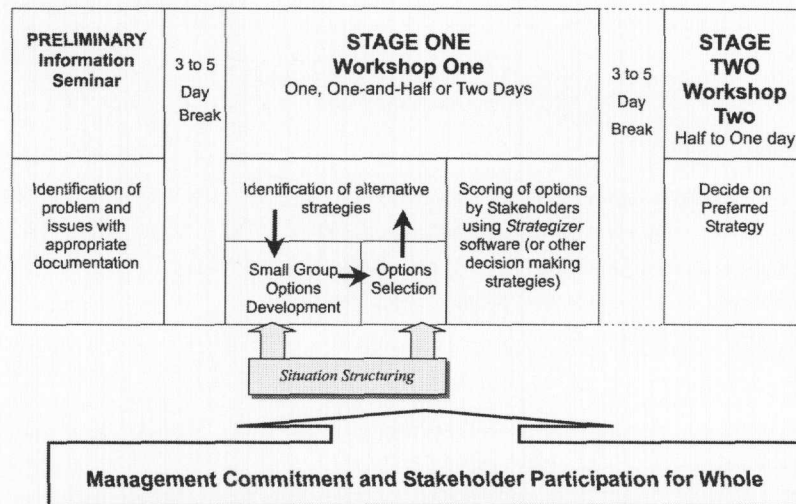 PRELIMINARY
Information
Seminar
3 to 5
Day
Break
STAGE ONE
Workshop One
One, One-and-Half or Two Days
3 to 5
Day
Break
STAGE
TWO
Workshop
Two
Half to One day
Identification of
problem and
issues with
appropriate
documentation
Identification of alternative
strategies
Small Group
Options
Development
Options
Selection
Scoring of options
by Stakeholders
using Strategizer
software (or other
decision making
strategies)
Decide on
Preferred
Strategy
Situation Structuring
Management Commitment and Stakeholder Participation for Whole